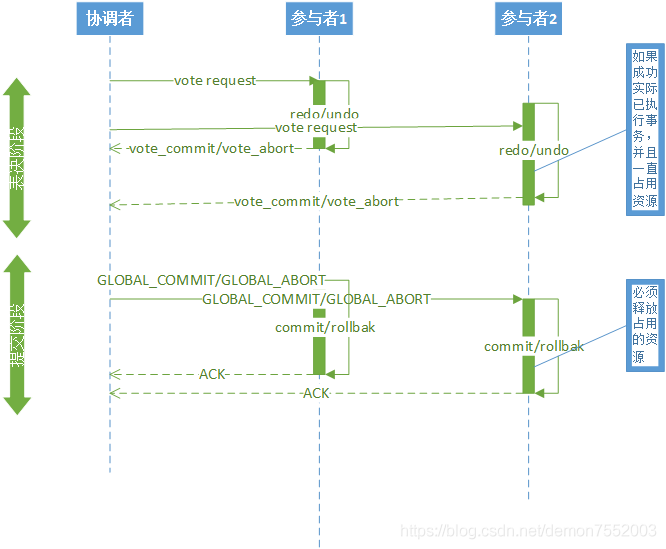 协调者
参与者1
参与者2
vote request
redo/undo
vote request
vote_commit/vote_abort
redo/undo
vote_commit/vote_abort
如果
成功
实际
已执
行事
务，
并且
一直
占用
资源
表决阶段
GLOBAL_COMMIT/GLOBAL_ABORT
GLOBAL_COMMIT/GLOBAL_ABORT
commit/rollbak
commit/rollbak
必须
释放
占用
的资
源
ACK
ACK
提交阶段
https://blog.csdn.net/demon7552003